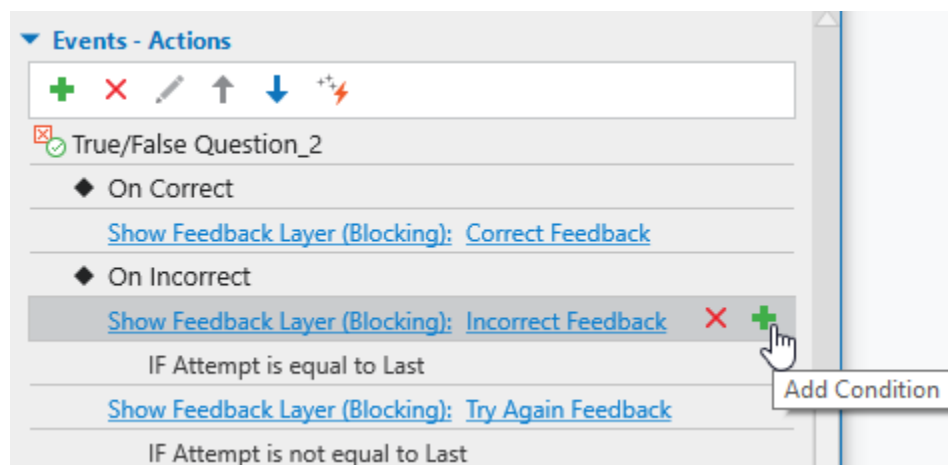 Events - Actions
True/False Question_2
On Correct
Show Feedback Layer (Blocking): Correct Feedback
On Incorrect
Show Feedback Layer (Blocking): Incorrect Feedback
IF Attempt is equal to Last
Add Condition
Show Feedback Layer (Blocking): Try Again Feedback
IF Attempt is not equal to Last